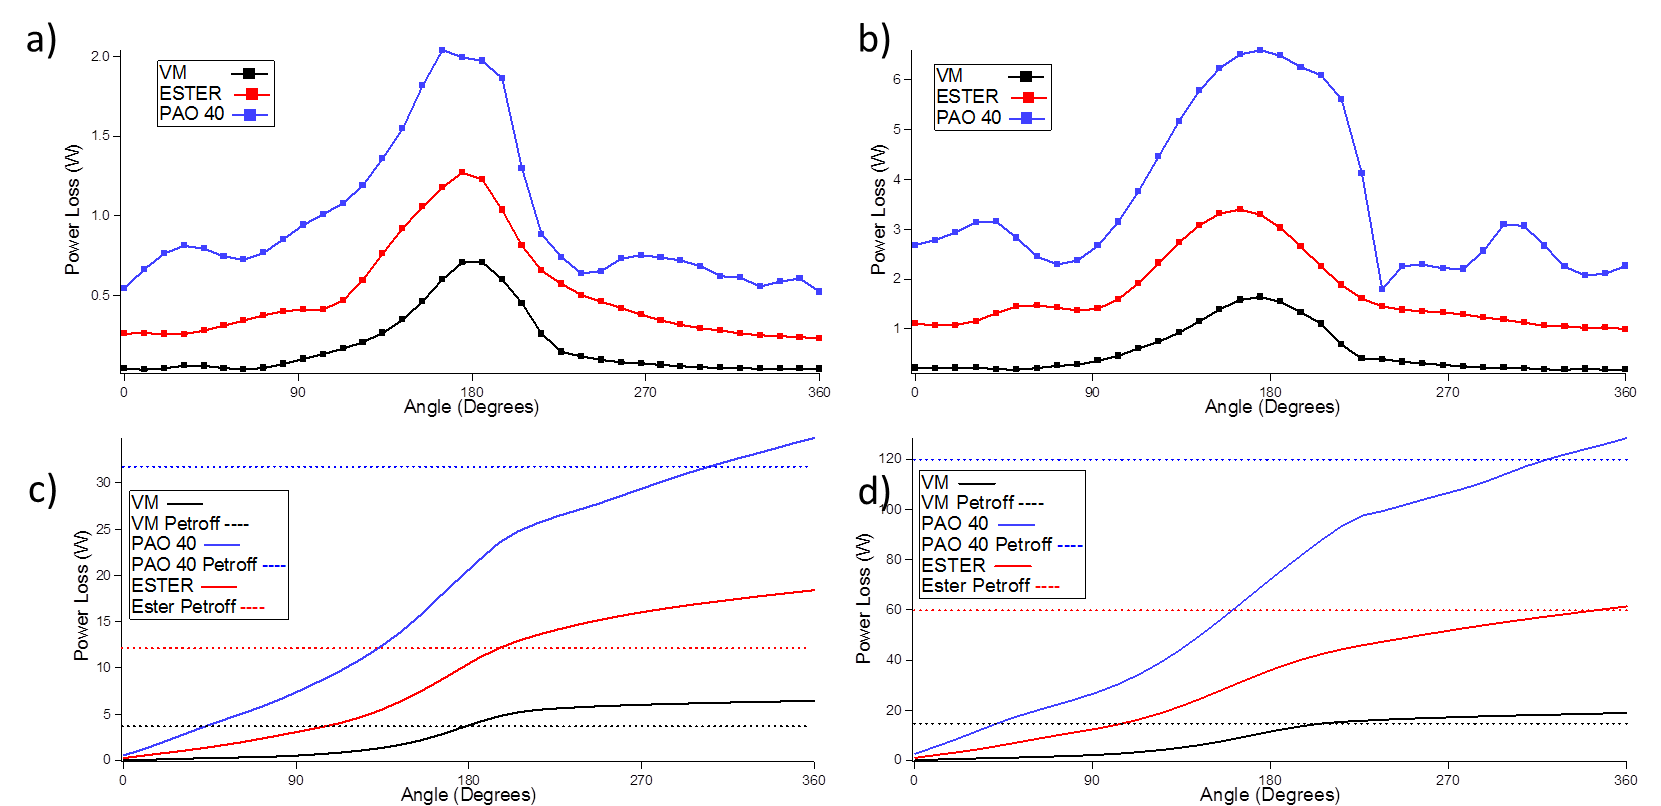 a)
Power Loss (W)
2.0
1.5
1.0
0.5
VM
ESTER
PAO 40
0
90
180
270
360
Angle (Degrees)
b)
Power Loss (W)
6
5
4
3
2
1
VM
ESTER
PAO 40
0
90
180
270
360
Angle (Degrees)
c)
Power Loss (W)
30
25
20
15
10
5
0
VM
VM Petroff
PAO 40
PAO 40 Petroff
ESTER
Ester Petroff
0
90
180
270
360
Angle (Degrees)
d)
Power Loss (W)
120
100
80
60
40
20
0
VM
VM Petroff
PAO 40
PAO 40 Petroff
ESTER
Ester Petroff
0
90
180
270
360
Angle (Degrees)